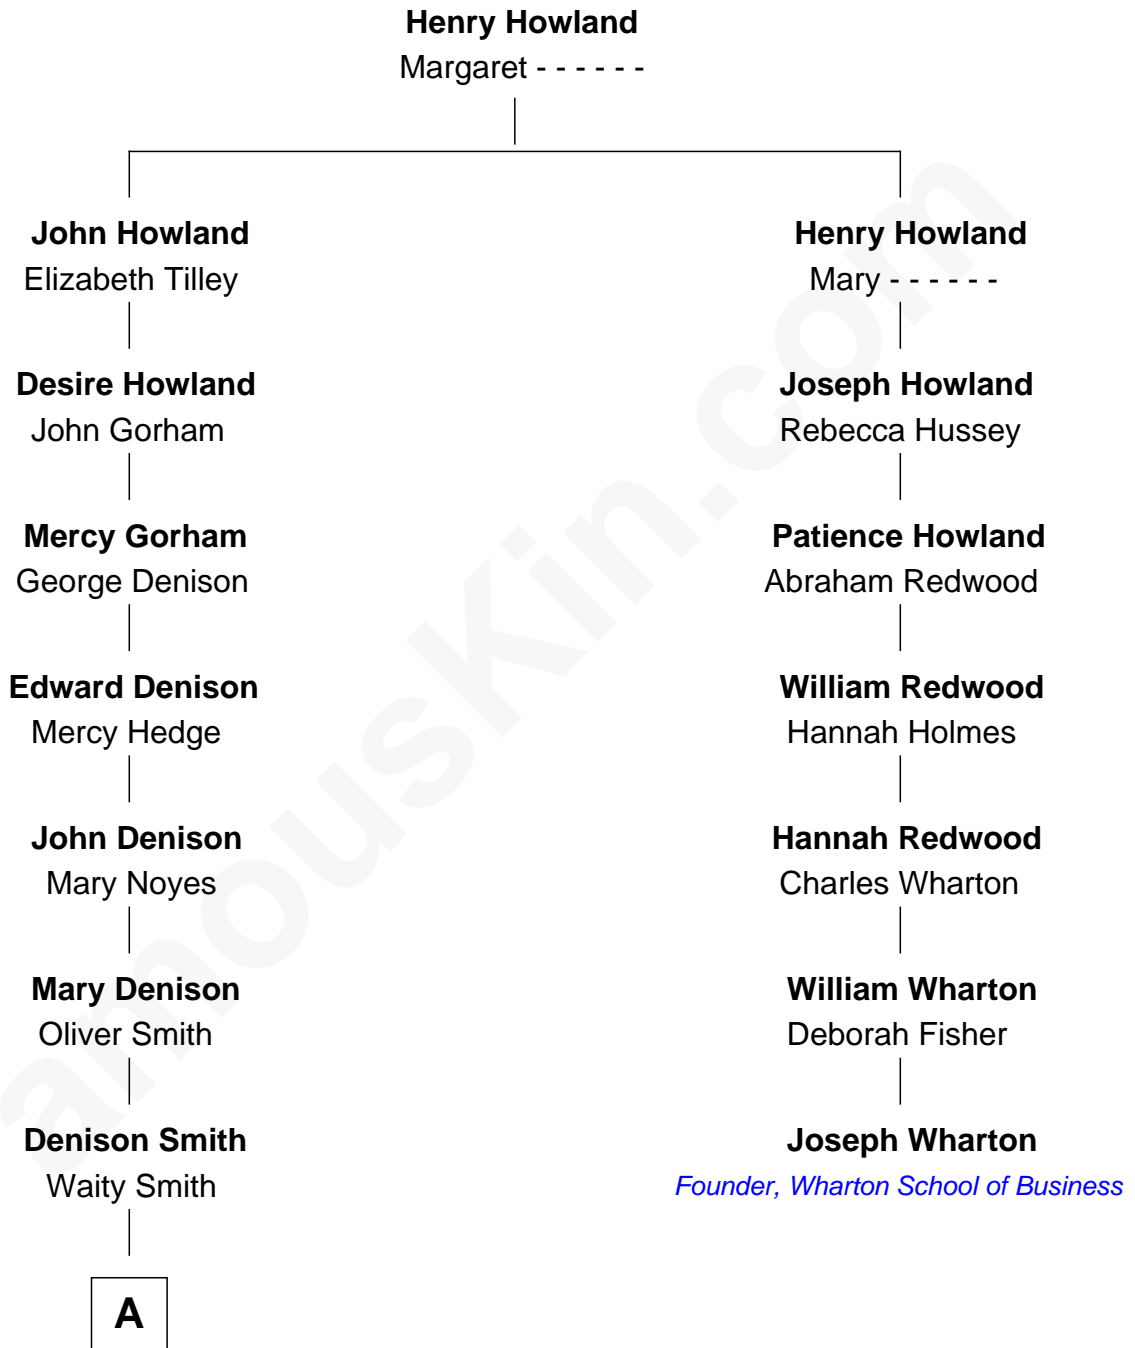 Henry Howland
Margaret - - - - - -
John Howland
Elizabeth Tilley
Henry Howland
Mary - - - - - -
Desire Howland
John Gorham
Joseph Howland
Rebecca Hussey
Mercy Gorham
George Denison
Patience Howland
Abraham Redwood
Edward Denison
Mercy Hedge
William Redwood
Hannah Holmes
John Denison
Mary Noyes
Hannah Redwood
Charles Wharton
Mary Denison
Oliver Smith
William Wharton
Deborah Fisher
Denison Smith
Waity Smith
Joseph Wharton
Founder, Wharton School of Business
A
amousKin.com